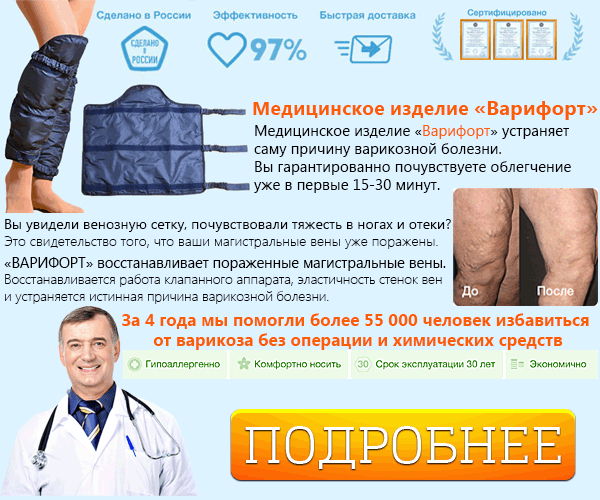 Сделано в России
Эффективность
Быстрая доставка
Сертифицировано
СДЕЛАНО В РОССИИ
97%
Медицинское изделие «Варифорт»
Медицинское изделие «Варифорт» устраняет
саму причину варикозной болезни.
Вы гарантированно почувствуете облегчение
уже в первые 15-30 минут.
Вы увидели венозную сетку, почувствовали тяжесть в ногах и отеки?
Это свидетельство того, что ваши магистральные вены уже поражены.
«ВАРИФОРТ» восстанавливает пораженные магистральные вены.
Восстанавливается работа клапанного аппарата, эластичность стенок вен
и устраняется истинная причина варикозной болезни.
До
После
За 4 года мы помогли более 55 000 человек избавиться
от варикоза без операции и химических средств
Гипоаллергенно
Комфортно носить
30 Срок эксплуатации 30 лет
Экономично
ПОДРОБНЕЕ